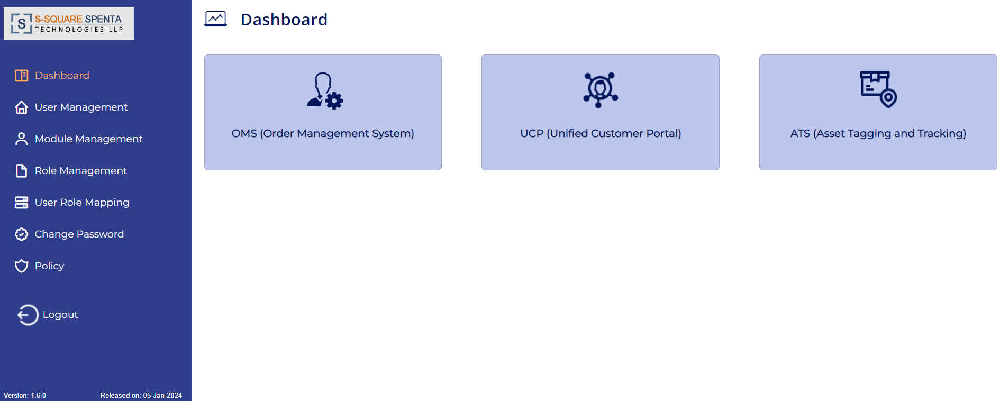 S
S-SQUARE SPENTA
TECHNOLOGIES LLP
Dashboard
User Management
Module Management
Role Management
User Role Mapping
Change Password
Policy
Logout
Version: 1.6.0
Released on: 05-Jan-2024
Dashboard
OMS (Order Management System)
UCP (Unified Customer Portal)
ATS (Asset Tagging and Tracking)